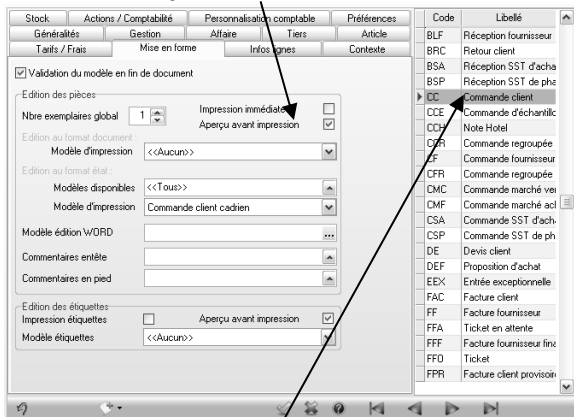 Stock Actions / Comptabilité Personnalisation comptable Préférences
Généralités Gestion Affaire Tiers Article
Tarifs / Frais Mise en forme Infos lignes Contexte
Validation du modèle en fin de document
Edition des pièces
Nbre exemplaires global 1 Impression immédiate
Aperçu avant impression
Edition au format document :
Modèle d'impression <<Aucun>>
Edition au format état :
Modèles disponibles <<Tous>>
Modèle d'impression Commande client cadrien
Modèle édition WORD ...
Commentaires entête
Commentaires en pied
Edition des étiquettes
Impression étiquettes Aperçu avant impression
Modèle étiquettes <<Aucun>>
Code Libellé
BLF Réception fournisseur
BRC Retour client
BSA Réception SST d'acha
BSP Réception SST de pha
CC Commande client
CCE Commande d'échantillo
CCH Note Hotel
CCR Commande regroupée
CF Commande fournisseur
CFR Commande regroupée
CMC Commande marché ver
CMF Commande marché acl
CSA Commande SST d'ach
CSP Commande SST de ph
DE Devis client
DEF Proposition d'achat
EEX Entrée exceptionnelle
FAC Facture client
FF Facture fournisseur
FFA Ticket en attente
FFF Facture fournisseur fina
FFO Ticket
FPR Facture client provisoire